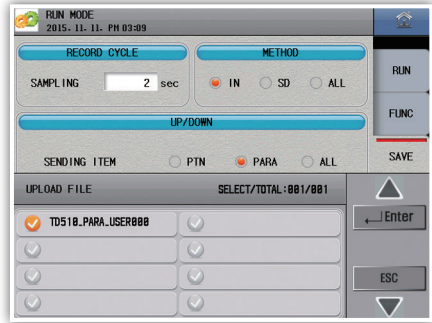 RUN MODE
2015. 11. 11. PM 03:09
RECORD CYCLE
METHOD
SAMPLING 2 sec
IN SD ALL
RUN
FUNC
SAVE
UP/DOWN
SENDING ITEM PTN PARA ALL
UPLOAD FILE SELECT/TOTAL:001/001
TD510_PARA_USER000
Enter
ESC